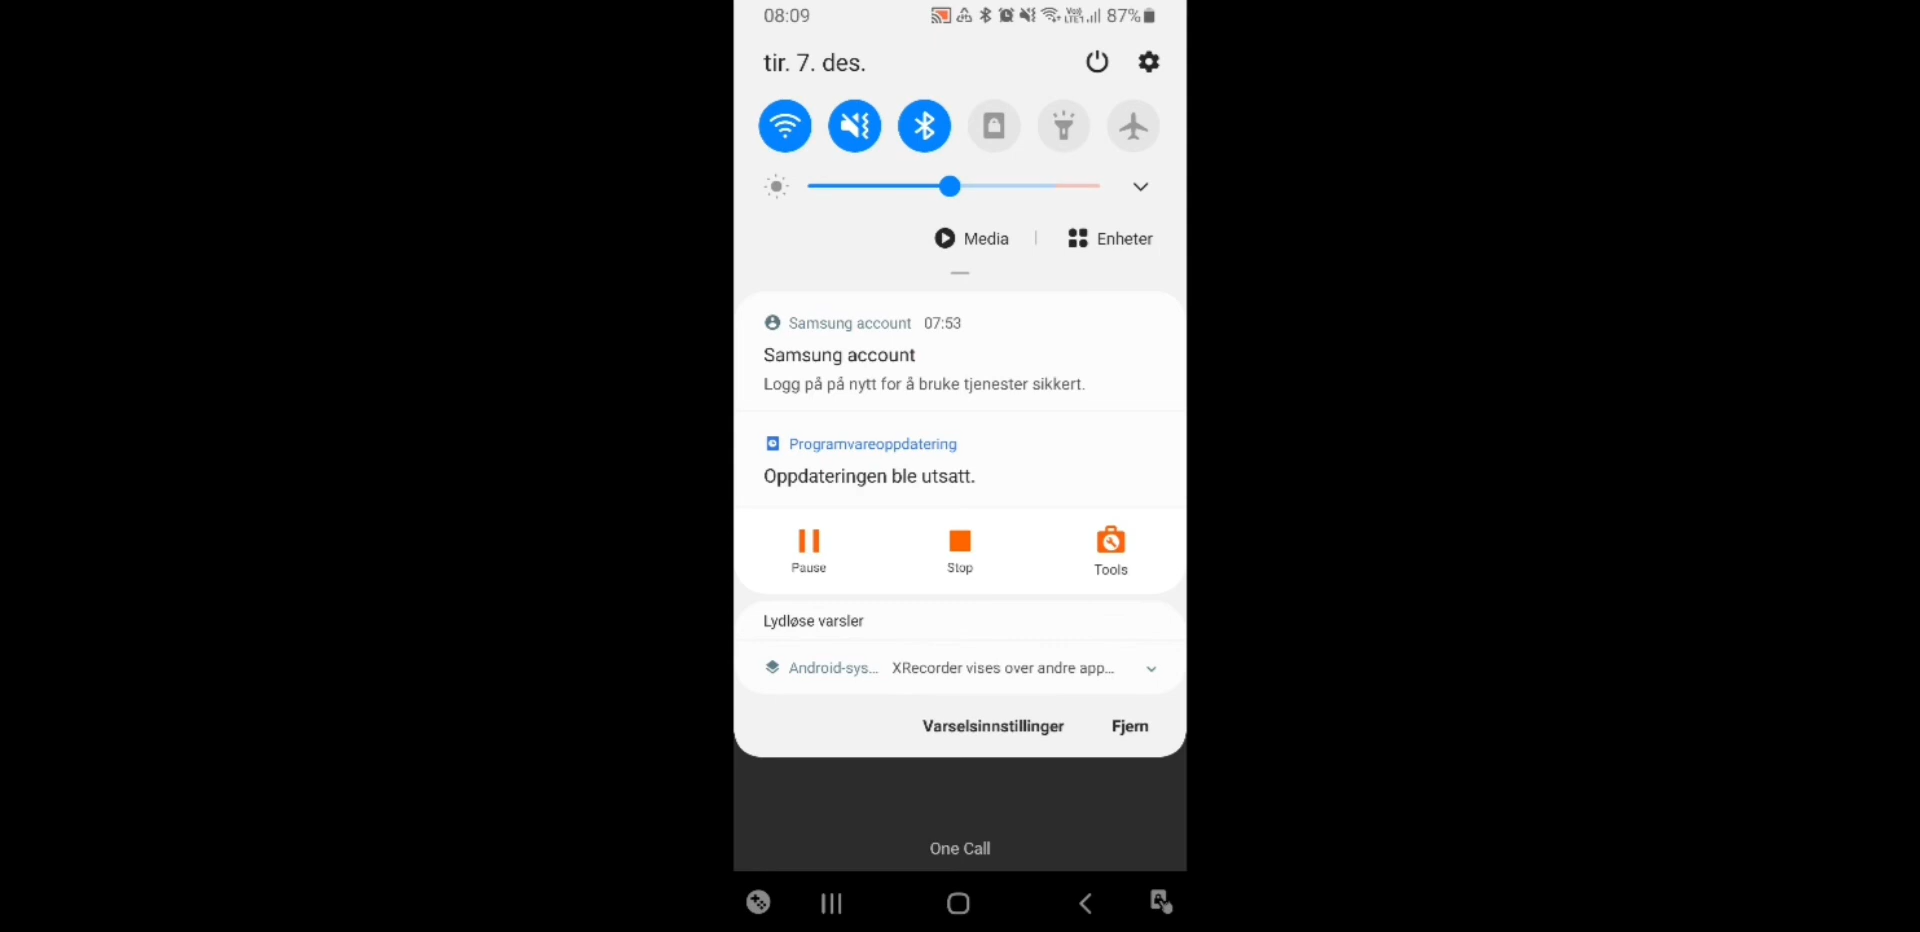 08:09 87%
tir. 7. des.
Media | Enheter
Samsung account 07:53
Samsung account
Logg på på nytt for å bruke tjenester sikkert.
Programvareoppdatering
Oppdateringen ble utsatt.
Pause Stop Tools
Lydløse varsler
Android-sys... XRecorder vises over andre app...
Varselsinnstillinger Fjern
One Call